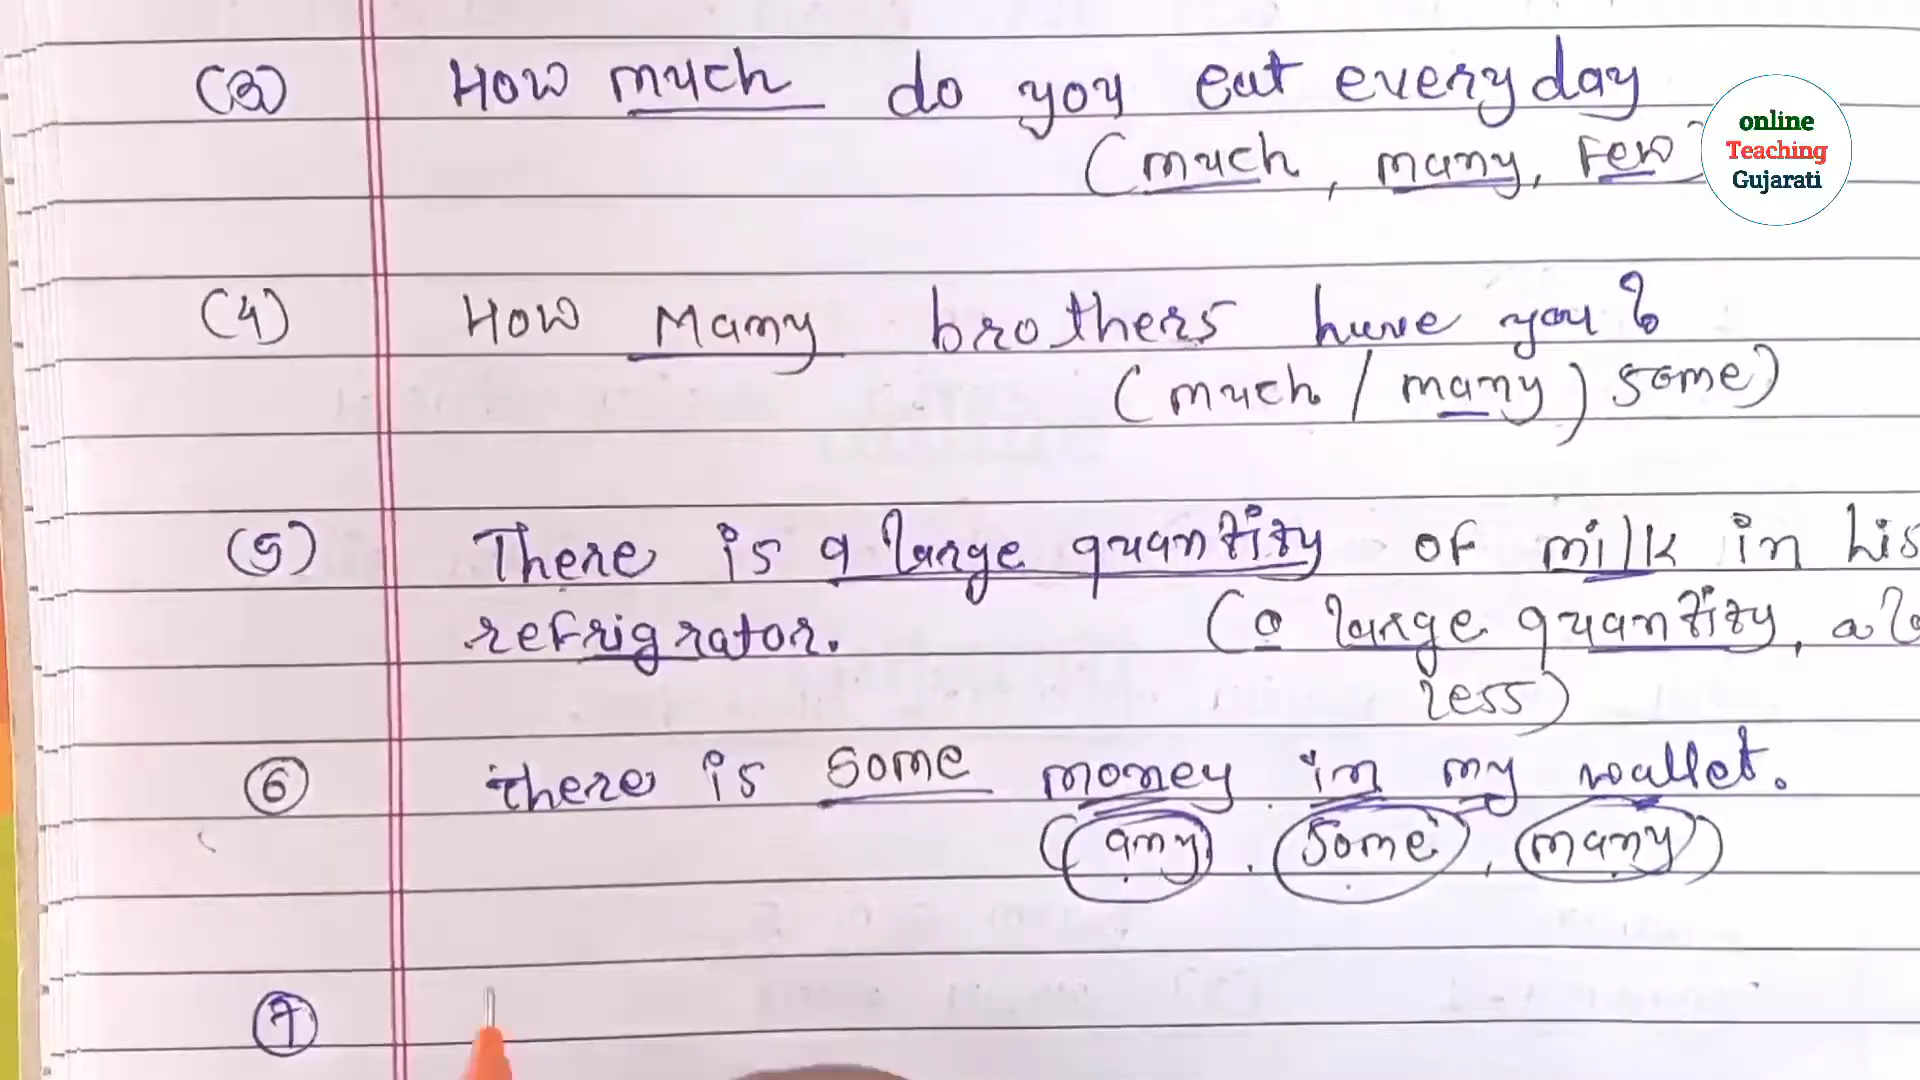 (3) How much do you eat everyday
(much, many, few)
online
Teaching
Gujarati
(4) How Many brothers have you?
(much / many / some)
(5) There is a large quantity of milk in his
refrigrator. (a large quantity, a
less)
6 there is some money in my wallet.
(any, some, many)
7